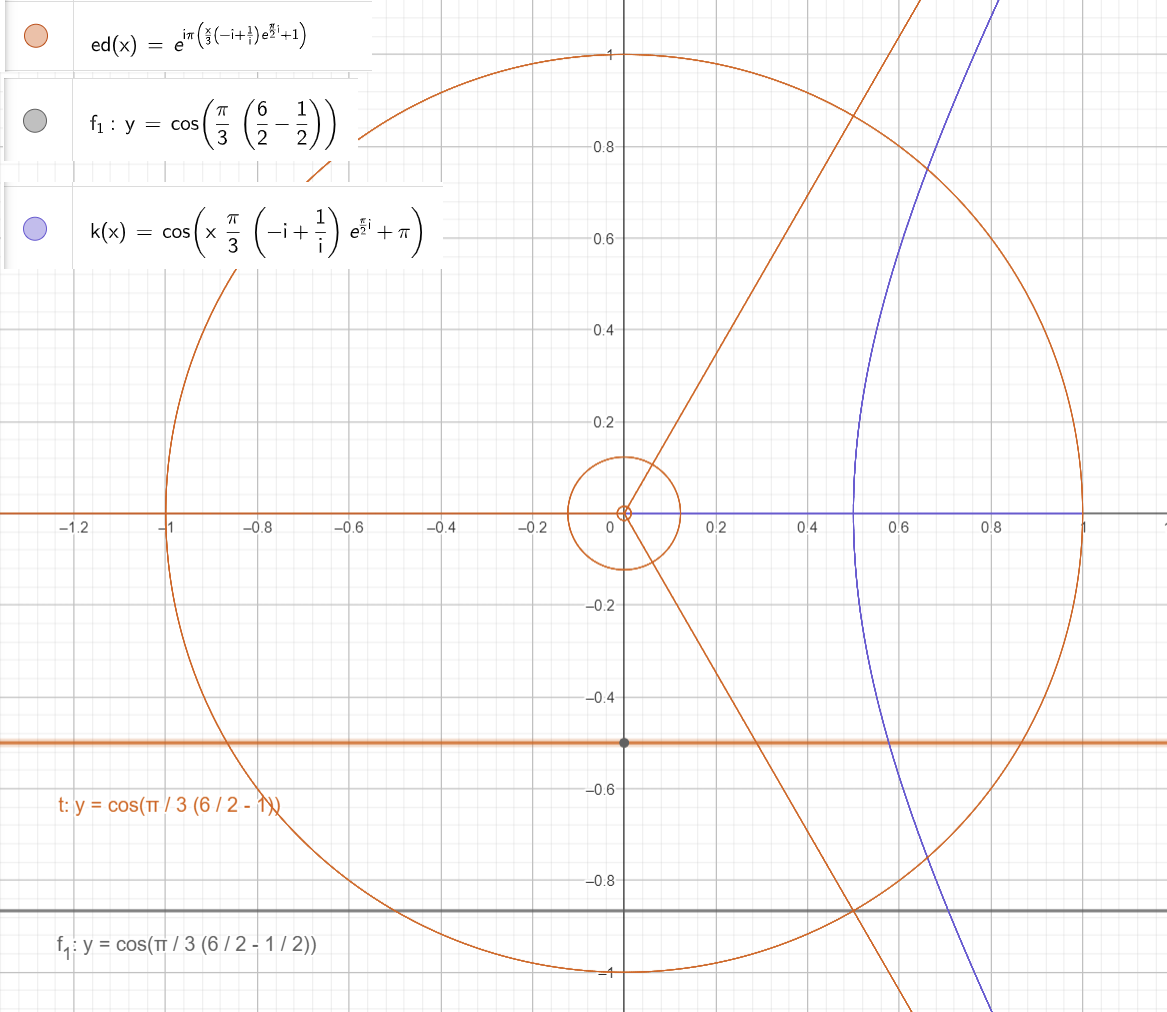 ed(x) = e^{iπ(x/3(−i+1/i)e^{π/2 i}+1)}
f₁ : y = cos(π/3 (6/2 − 1/2))
k(x) = cos(x π/3 (−i + 1/i) e^{π/2 i} + π)
1
0.8
0.6
0.4
0.2
−1.2 −1 −0.8 −0.6 −0.4 −0.2 0 0.2 0.4 0.6 0.8 1
−0.2
−0.4
−0.6
t: y = cos(π / 3 (6 / 2 - 1))
−0.8
f₁: y = cos(π / 3 (6 / 2 - 1 / 2))
−1